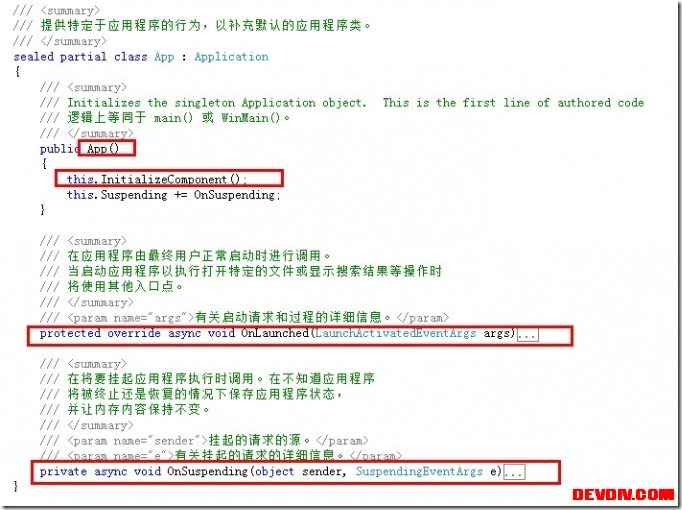 /// <summary>
/// 提供特定于应用程序的行为，以补充默认的应用程序类。
/// </summary>
sealed partial class App : Application
{
/// <summary>
/// Initializes the singleton Application object.  This is the first line of authored code
/// 逻辑上等同于 main() 或 WinMain()。
/// </summary>
public App()
{
this.InitializeComponent();
this.Suspending += OnSuspending;
}
/// <summary>
/// 在应用程序由最终用户正常启动时进行调用。
/// 当启动应用程序以执行打开特定的文件或显示搜索结果等操作时
/// 将使用其他入口点。
/// </summary>
/// <param name="args">有关启动请求和过程的详细信息。</param>
protected override async void OnLaunched(LaunchActivatedEventArgs args)...
/// <summary>
/// 在将要挂起应用程序执行时调用。在不知道应用程序
/// 将被终止还是恢复的情况下保存应用程序状态，
/// 并让内存内容保持不变。
/// </summary>
/// <param name="sender">挂起的请求的源。</param>
/// <param name="e">有关挂起的请求的详细信息。</param>
private async void OnSuspending(object sender, SuspendingEventArgs e)...
}
DEVDIV.COM